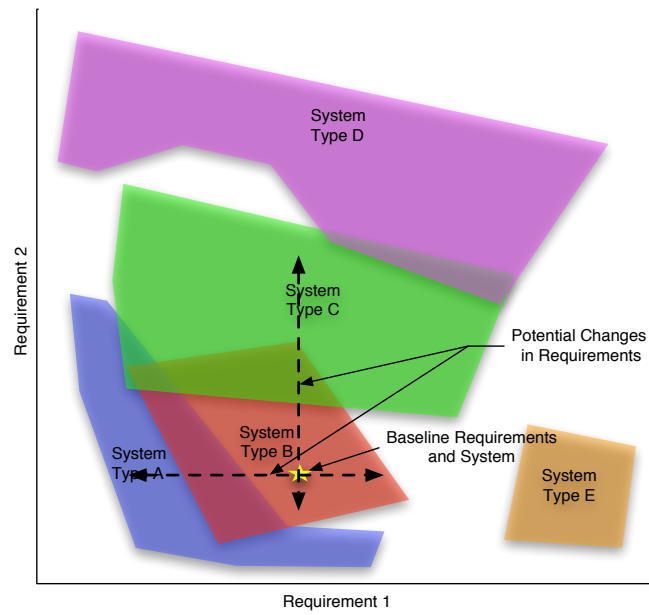 System
Type D
Requirement 2
System
Type C
Potential Changes
in Requirements
System
Type B
Baseline Requirements
and System
System
Type A
System
Type E
Requirement 1